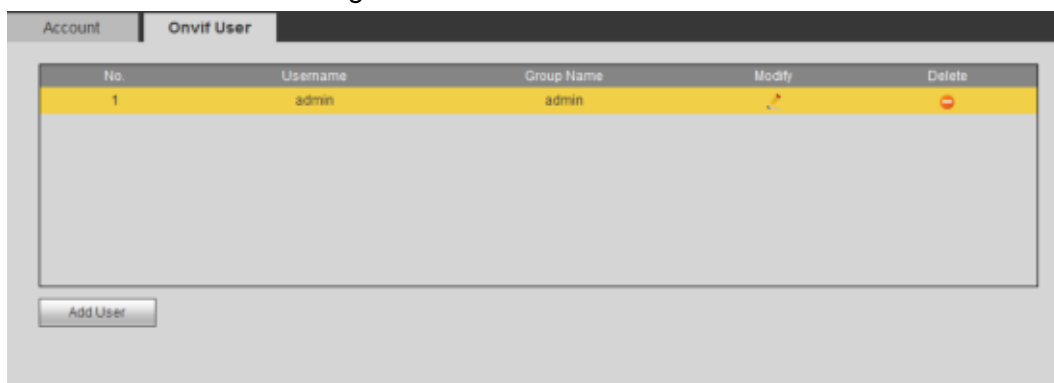 Account Onvif User
No. Username Group Name Modify Delete
1 admin admin
Add User